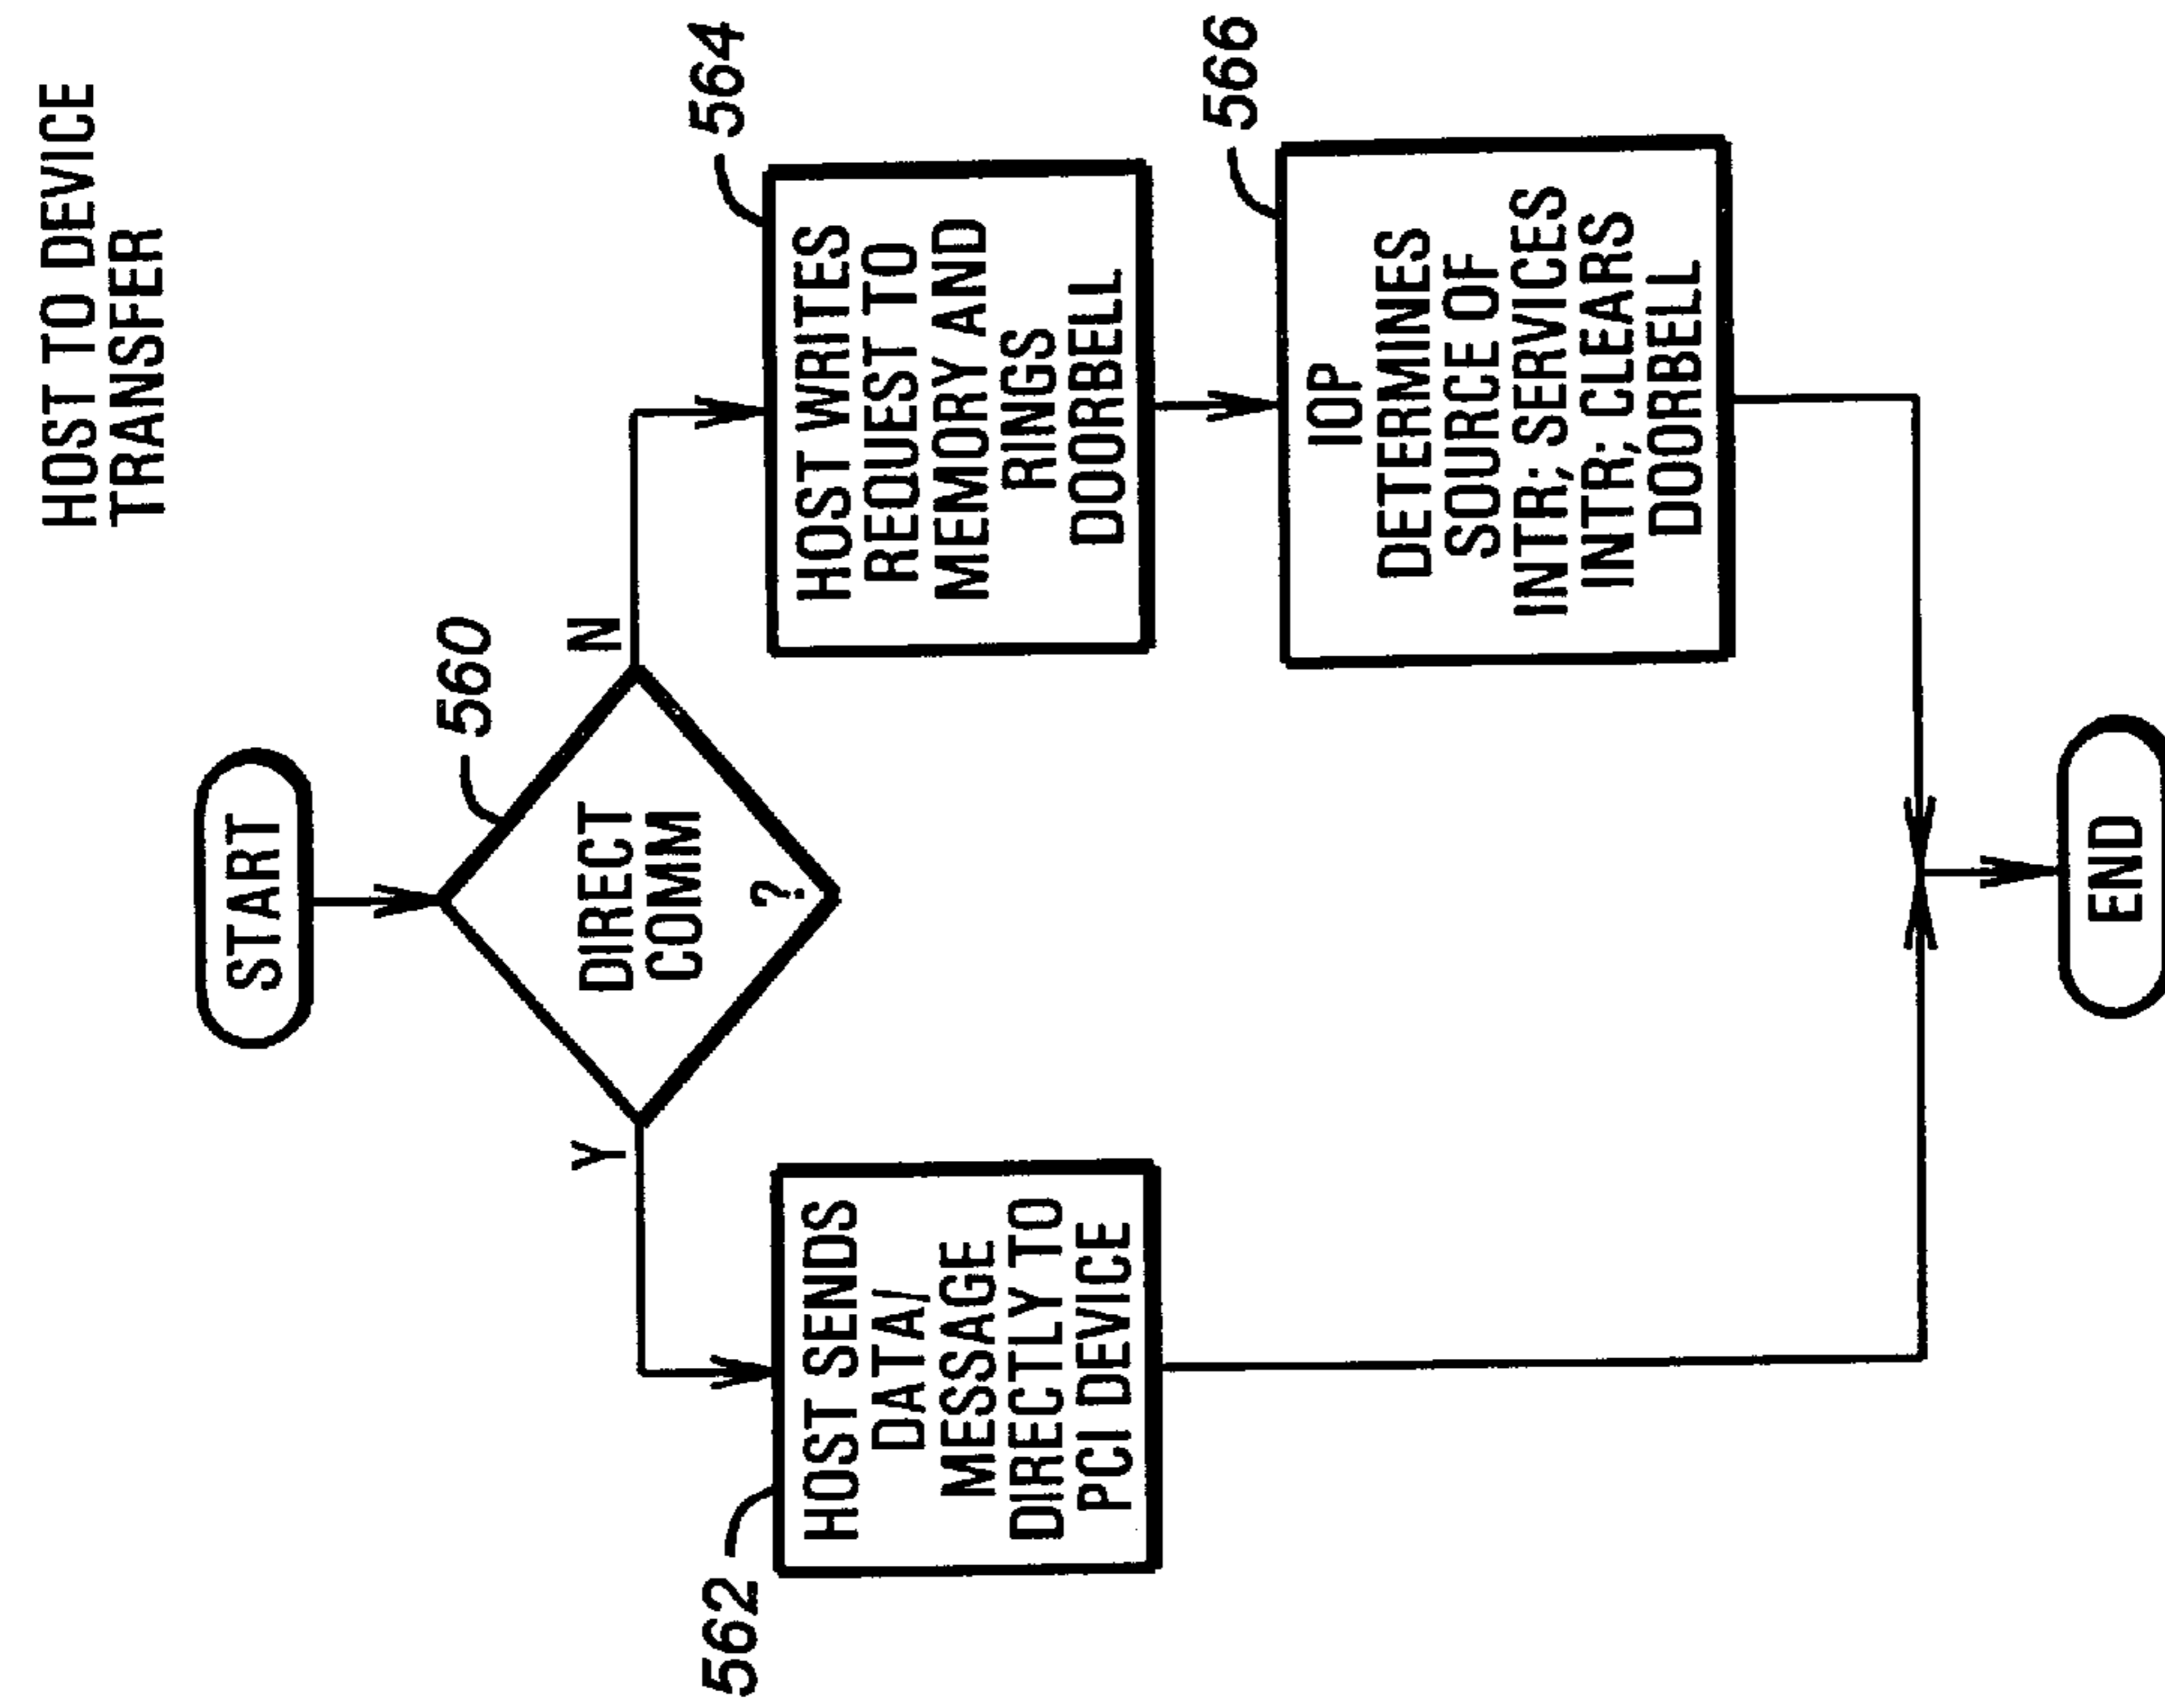 HOST TO DEVICE
TRANSFER
START
560
DIRECT
COMM
?
Y
N
562
HOST SENDS
DATA/
MESSAGE
DIRECTLY TO
PCI DEVICE
564
HOST WRITES
REQUEST TO
MEMORY AND
RINGS
DOORBELL
566
IOP
DETERMINES
SOURCE OF
INTR; SERVICES
INTR; CLEARS
DOORBELL
END